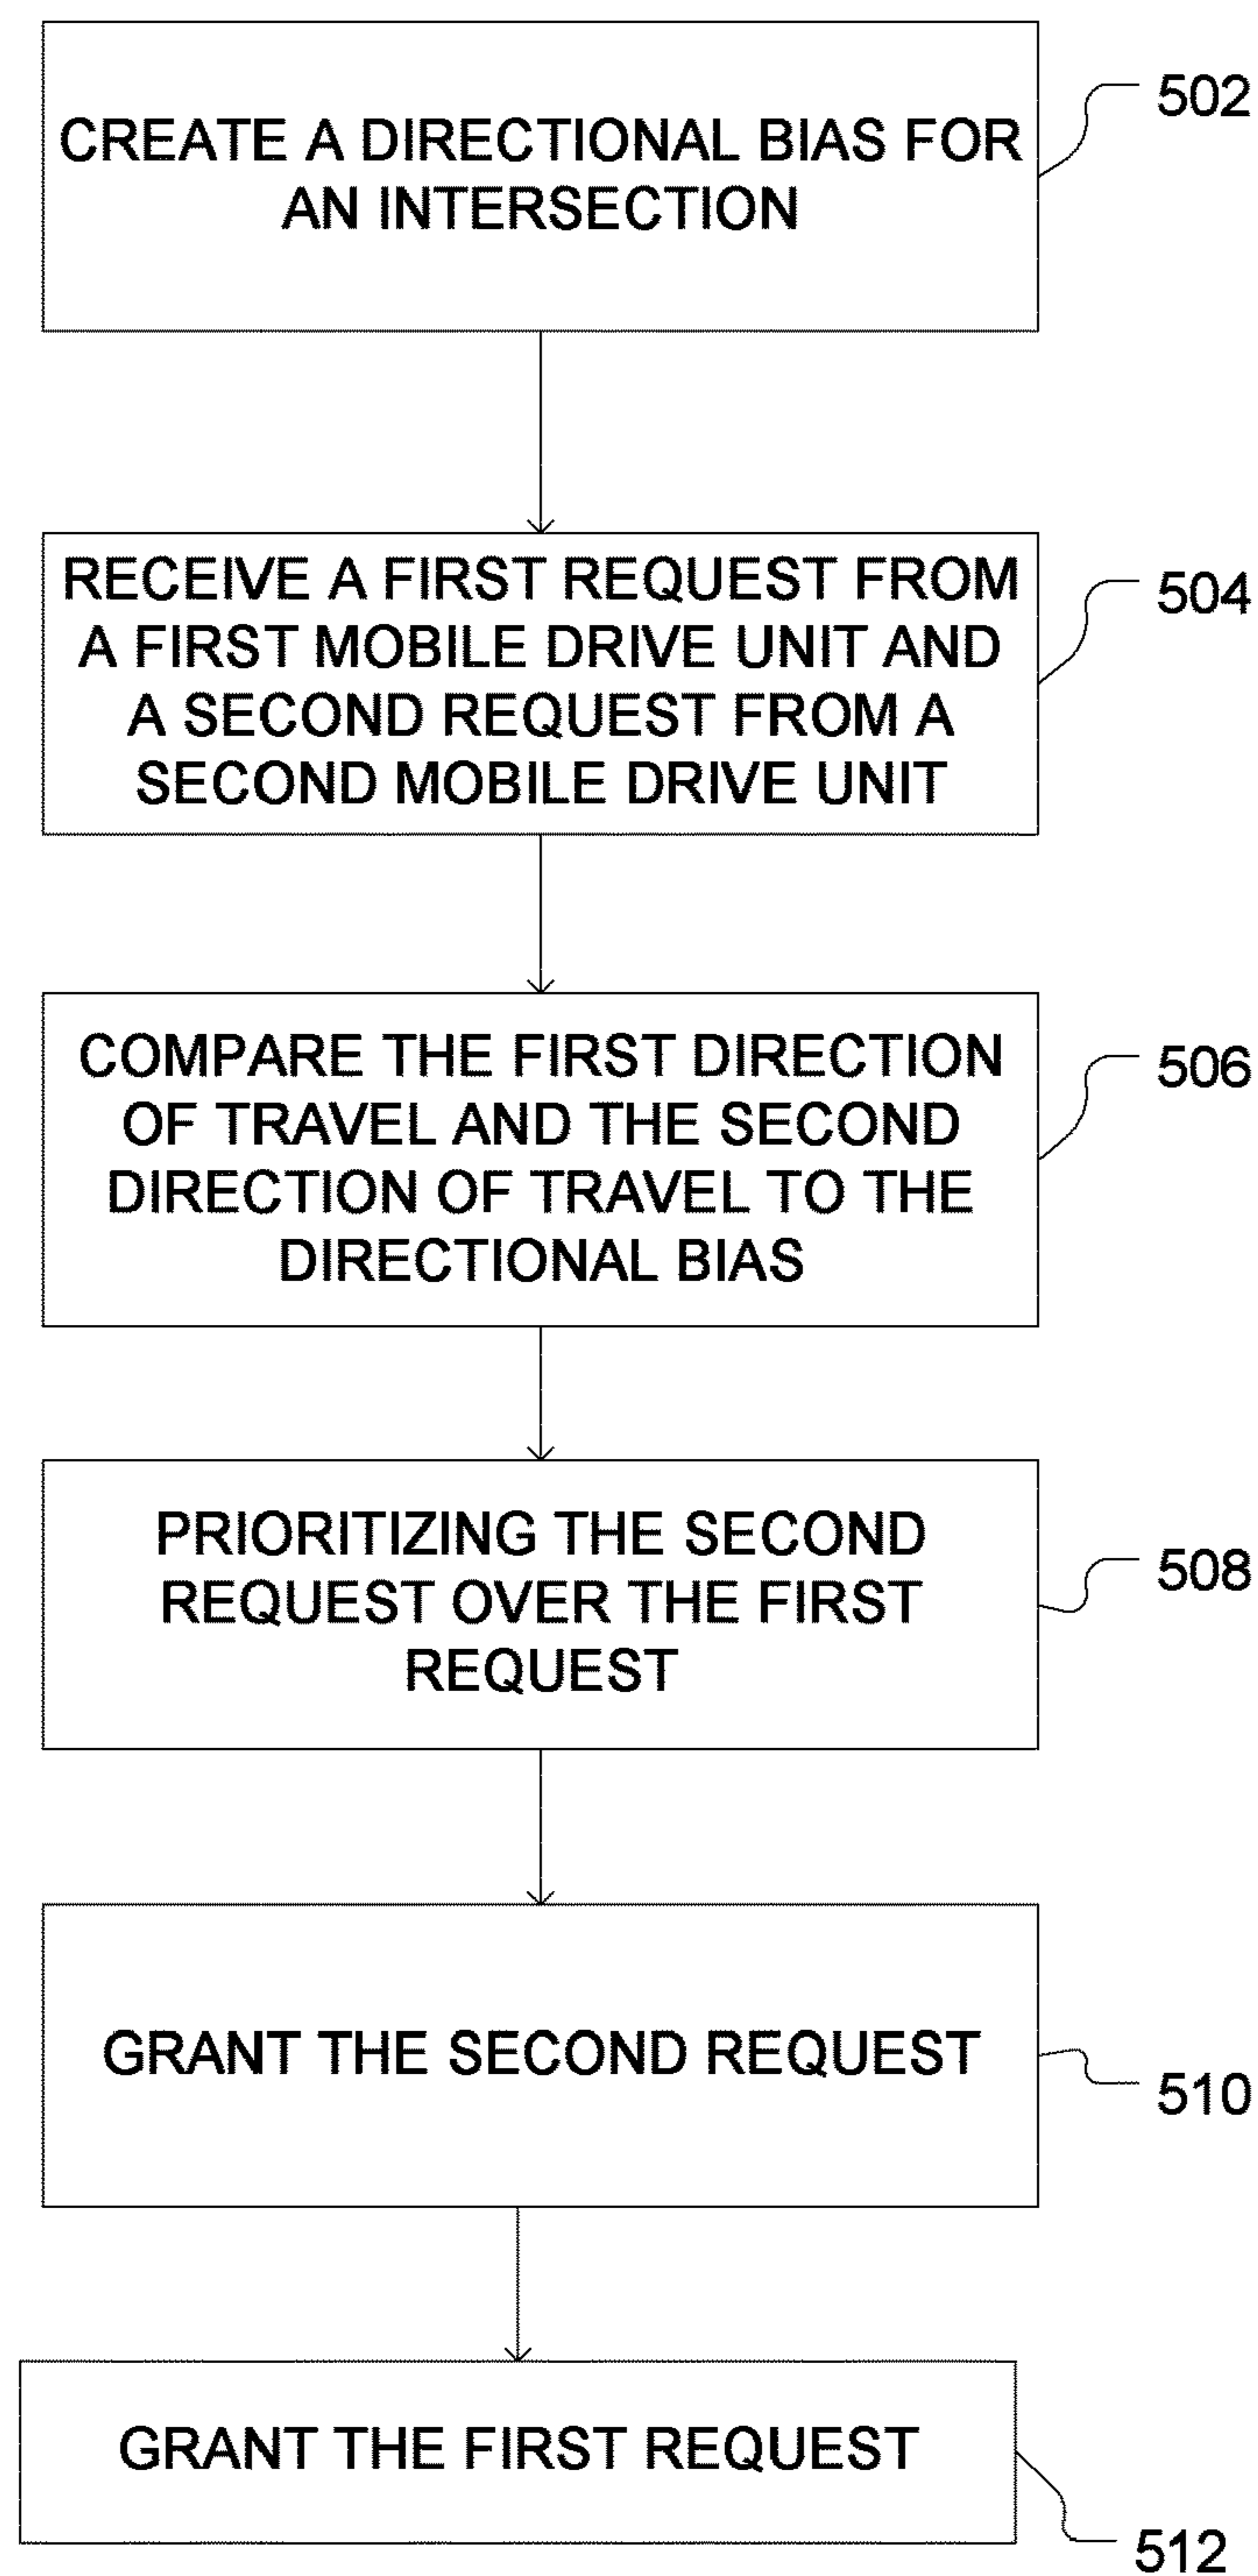 CREATE A DIRECTIONAL BIAS FOR
AN INTERSECTION
502
RECEIVE A FIRST REQUEST FROM
A FIRST MOBILE DRIVE UNIT AND
A SECOND REQUEST FROM A
SECOND MOBILE DRIVE UNIT
504
COMPARE THE FIRST DIRECTION
OF TRAVEL AND THE SECOND
DIRECTION OF TRAVEL TO THE
DIRECTIONAL BIAS
506
PRIORITIZING THE SECOND
REQUEST OVER THE FIRST
REQUEST
508
GRANT THE SECOND REQUEST
510
GRANT THE FIRST REQUEST
512